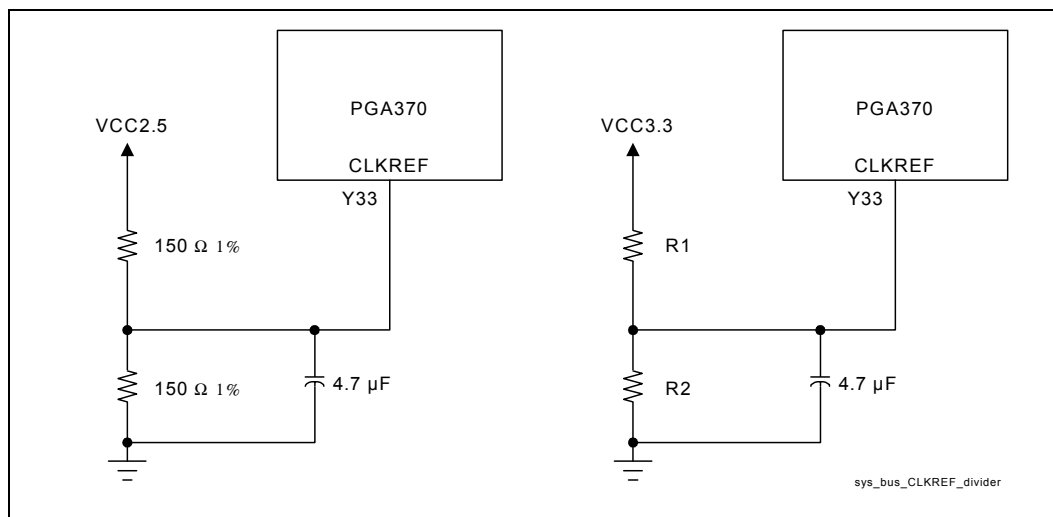 PGA370
VCC2.5
CLKREF
Y33
150 Ω 1%
150 Ω 1%
4.7 µF
PGA370
VCC3.3
CLKREF
Y33
R1
R2
4.7 µF
sys_bus_CLKREF_divider